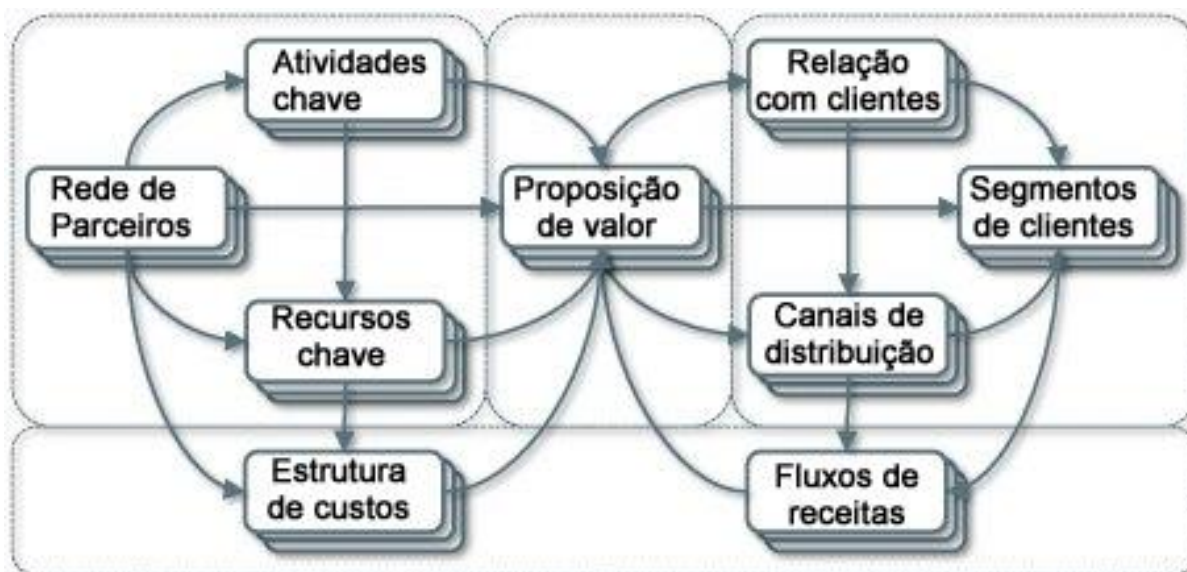 Atividades
chave
Relação
com clientes
Rede de
Parceiros
Proposição
de valor
Segmentos
de clientes
Recursos
chave
Canais de
distribuição
Estrutura
de custos
Fluxos de
receitas